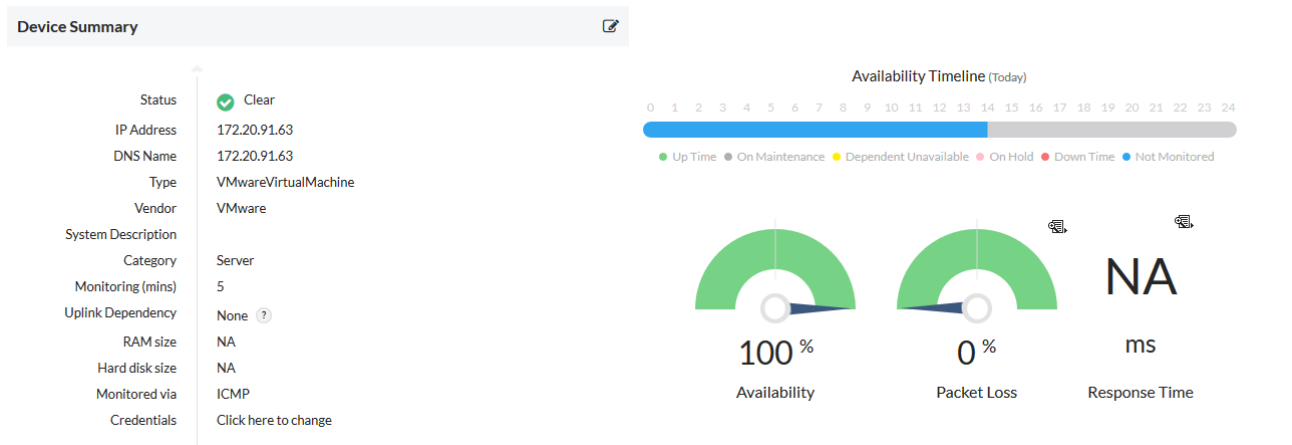 Device Summary
Status Clear
IP Address 172.20.91.63
DNS Name 172.20.91.63
Type VMwareVirtualMachine
Vendor VMware
System Description
Category Server
Monitoring (mins) 5
Uplink Dependency None ?
RAM size NA
Hard disk size NA
Monitored via ICMP
Credentials Click here to change
Availability Timeline (Today)
0 1 2 3 4 5 6 7 8 9 10 11 12 13 14 15 16 17 18 19 20 21 22 23 24
Up Time On Maintenance Dependent Unavailable On Hold Down Time Not Monitored
100 %
Availability
0 %
Packet Loss
NA
ms
Response Time